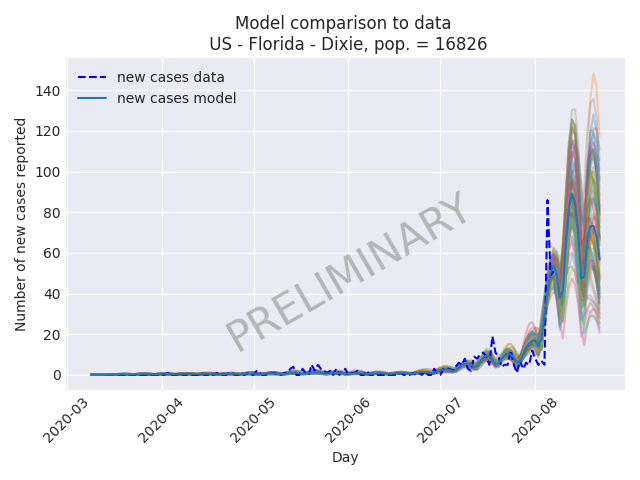 Model comparison to data
US - Florida - Dixie, pop. = 16826
new cases data
new cases model
Number of new cases reported
140
120
100
80
60
40
20
0
PRELIMINARY
2020-03
2020-04
2020-05
2020-06
2020-07
2020-08
Day